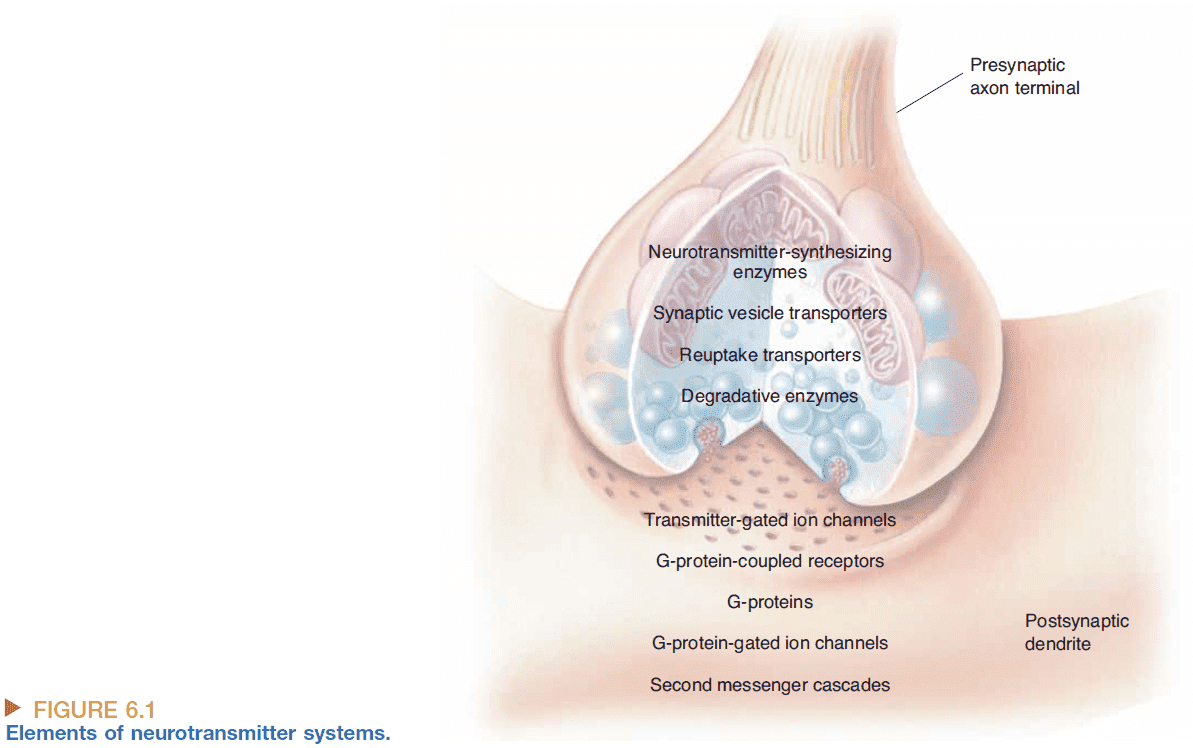 Presynaptic
axon terminal
Neurotransmitter-synthesizing
enzymes
Synaptic vesicle transporters
Reuptake transporters
Degradative enzymes
Transmitter-gated ion channels
G-protein-coupled receptors
G-proteins
G-protein-gated ion channels
Second messenger cascades
Postsynaptic
dendrite
FIGURE 6.1
Elements of neurotransmitter systems.